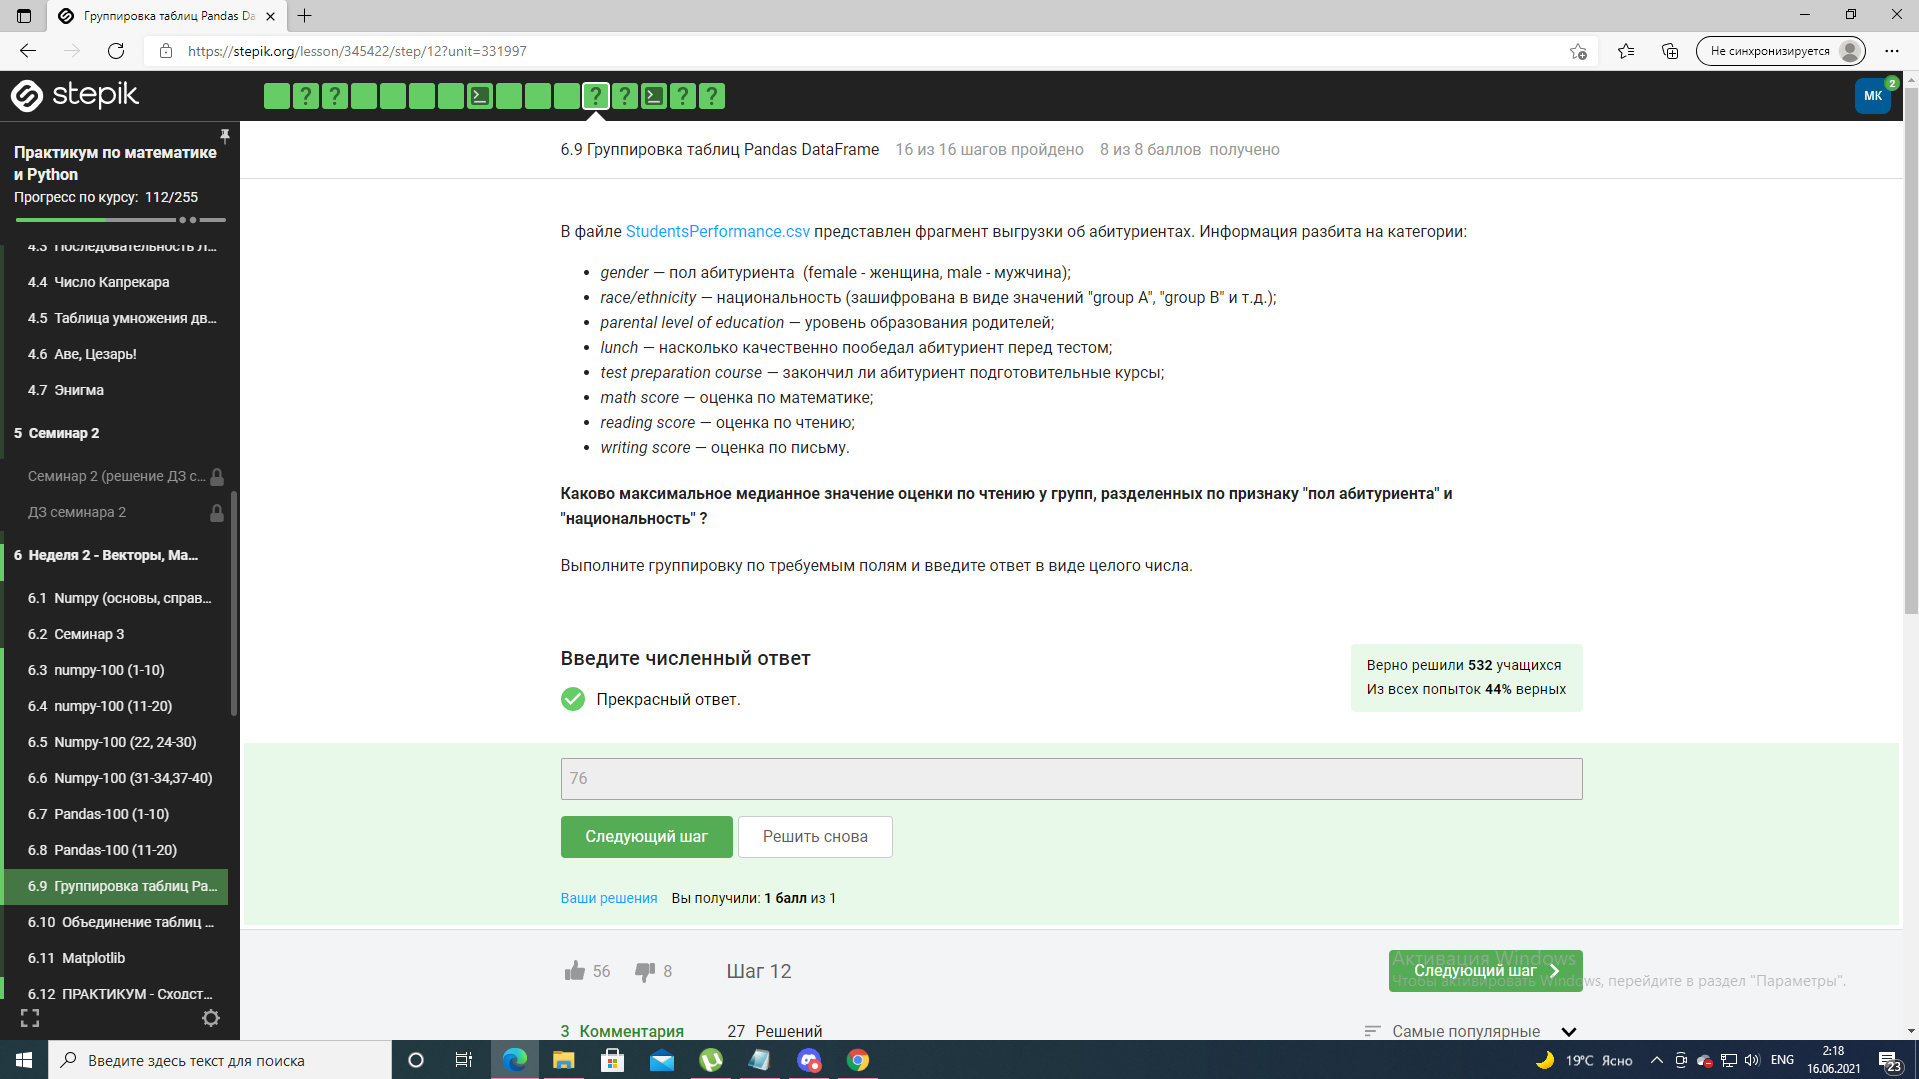 Группировка таблиц Pandas Da
https://stepik.org/lesson/345422/step/12?unit=331997
Не синхронизируется
stepik
? ? ? ? ? ?
МК
2
Практикум по математике
и Python
Прогресс по курсу: 112/255
4.3 Последовательность Л...
4.4 Число Капрекара
4.5 Таблица умножения дв...
4.6 Аве, Цезарь!
4.7 Энигма
5 Семинар 2
Семинар 2 (решение ДЗ с...
ДЗ семинара 2
6 Неделя 2 - Векторы, Ма...
6.1 Numpy (основы, справ...
6.2 Семинар 3
6.3 numpy-100 (1-10)
6.4 numpy-100 (11-20)
6.5 Numpy-100 (22, 24-30)
6.6 Numpy-100 (31-34,37-40)
6.7 Pandas-100 (1-10)
6.8 Pandas-100 (11-20)
6.9 Группировка таблиц Pa...
6.10 Объединение таблиц ...
6.11 Matplotlib
6.12 ПРАКТИКУМ - Сходст...
6.9 Группировка таблиц Pandas DataFrame 16 из 16 шагов пройдено 8 из 8 баллов получено
В файле StudentsPerformance.csv представлен фрагмент выгрузки об абитуриентах. Информация разбита на категории:
• gender — пол абитуриента (female - женщина, male - мужчина);
• race/ethnicity — национальность (зашифрована в виде значений "group A", "group B" и т.д.);
• parental level of education — уровень образования родителей;
• lunch — насколько качественно пообедал абитуриент перед тестом;
• test preparation course — закончил ли абитуриент подготовительные курсы;
• math score — оценка по математике;
• reading score — оценка по чтению;
• writing score — оценка по письму.
Каково максимальное медианное значение оценки по чтению у групп, разделенных по признаку "пол абитуриента" и
"национальность" ?
Выполните группировку по требуемым полям и введите ответ в виде целого числа.
Введите численный ответ
Прекрасный ответ.
Верно решили 532 учащихся
Из всех попыток 44% верных
76
Следующий шаг
Решить снова
Ваши решения Вы получили: 1 балл из 1
56 8 Шаг 12
Следующий шаг
Активация Windows
Чтобы активировать Windows, перейдите в раздел "Параметры".
3 Комментария 27 Решений Самые популярные
Введите здесь текст для поиска
19°C Ясно
ENG
2:18
16.06.2021
23